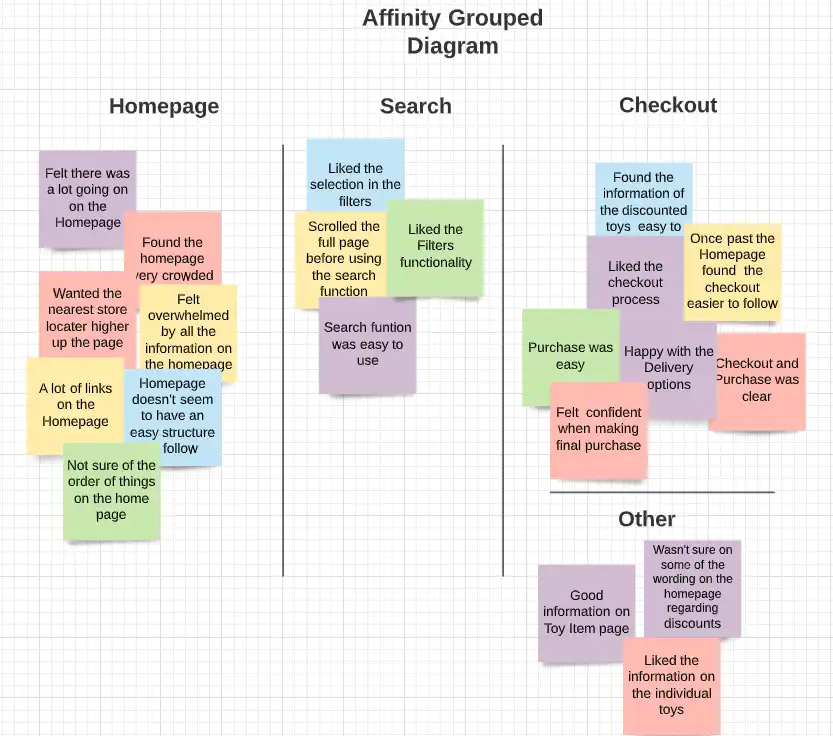 Affinity Grouped
Diagram
Homepage
Felt there was
a lot going on
on the
Homepage
Found the
homepage
very crowded
Wanted the
nearest store
locater higher
up the page
Felt
overwhelmed
by all the
information on
the homepage
A lot of links
on the
Homepage
Homepage
doesn't seem
to have an
easy structure
follow
Not sure of the
order of things
on the home
page
Search
Liked the
selection in the
filters
Scrolled the
full page
before using
the search
function
Liked the
Filters
functionality
Search funtion
was easy to
use
Checkout
Found the
information of
the discounted
toys easy to
Liked the
checkout
process
Once past the
Homepage
found the
checkout
easier to follow
Purchase was
easy
Happy with the
Delivery
options
Checkout and
Purchase was
clear
Felt confident
when making
final purchase
Other
Good
information on
Toy Item page
Wasn't sure on
some of the
wording on the
homepage
regarding
discounts
Liked the
information on
the individual
toys